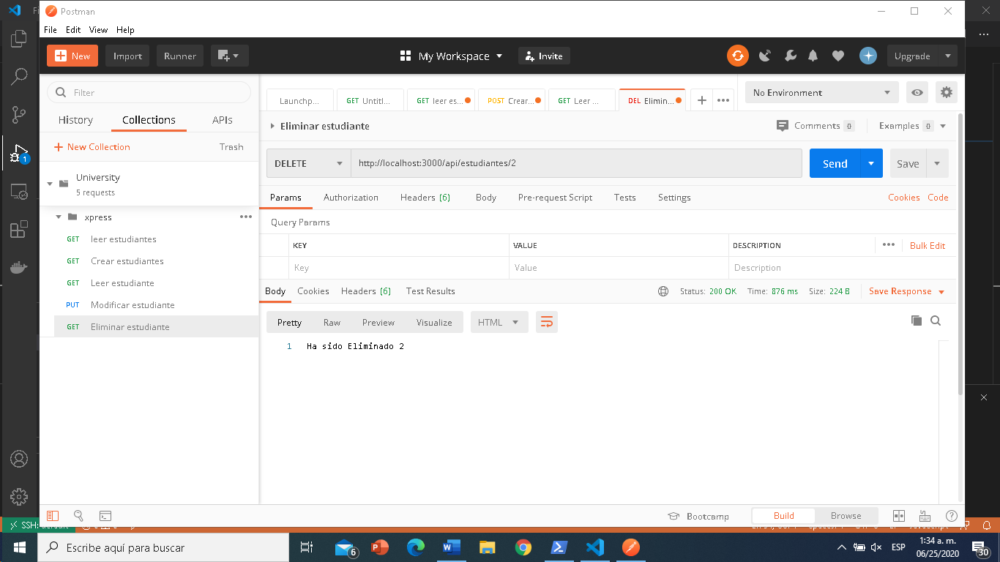 Postman
File Edit View Help
New Import Runner My Workspace Invite Upgrade
Filter
History Collections APIs
New Collection Trash
University
5 requests
xpress
GET leer estudiantes
GET Crear estudiantes
GET Leer estudiante
PUT Modificar estudiante
GET Eliminar estudiante
Launchp... GET Untitl... GET leer es... POST Crear... GET Leer ... DEL Elimin... No Environment
Eliminar estudiante Comments 0 Examples 0
DELETE http://localhost:3000/api/estudiantes/2 Send Save
Params Authorization Headers (6) Body Pre-request Script Tests Settings Cookies Code
Query Params
KEY VALUE DESCRIPTION Bulk Edit
Key Value Description
Body Cookies Headers (6) Test Results Status: 200 OK Time: 876 ms Size: 224 B Save Response
Pretty Raw Preview Visualize HTML
1 Ha sido Eliminado 2
Bootcamp Build Browse
1
Escribe aquí para buscar 6 ESP 1:34 a. m.
06/25/2020 30